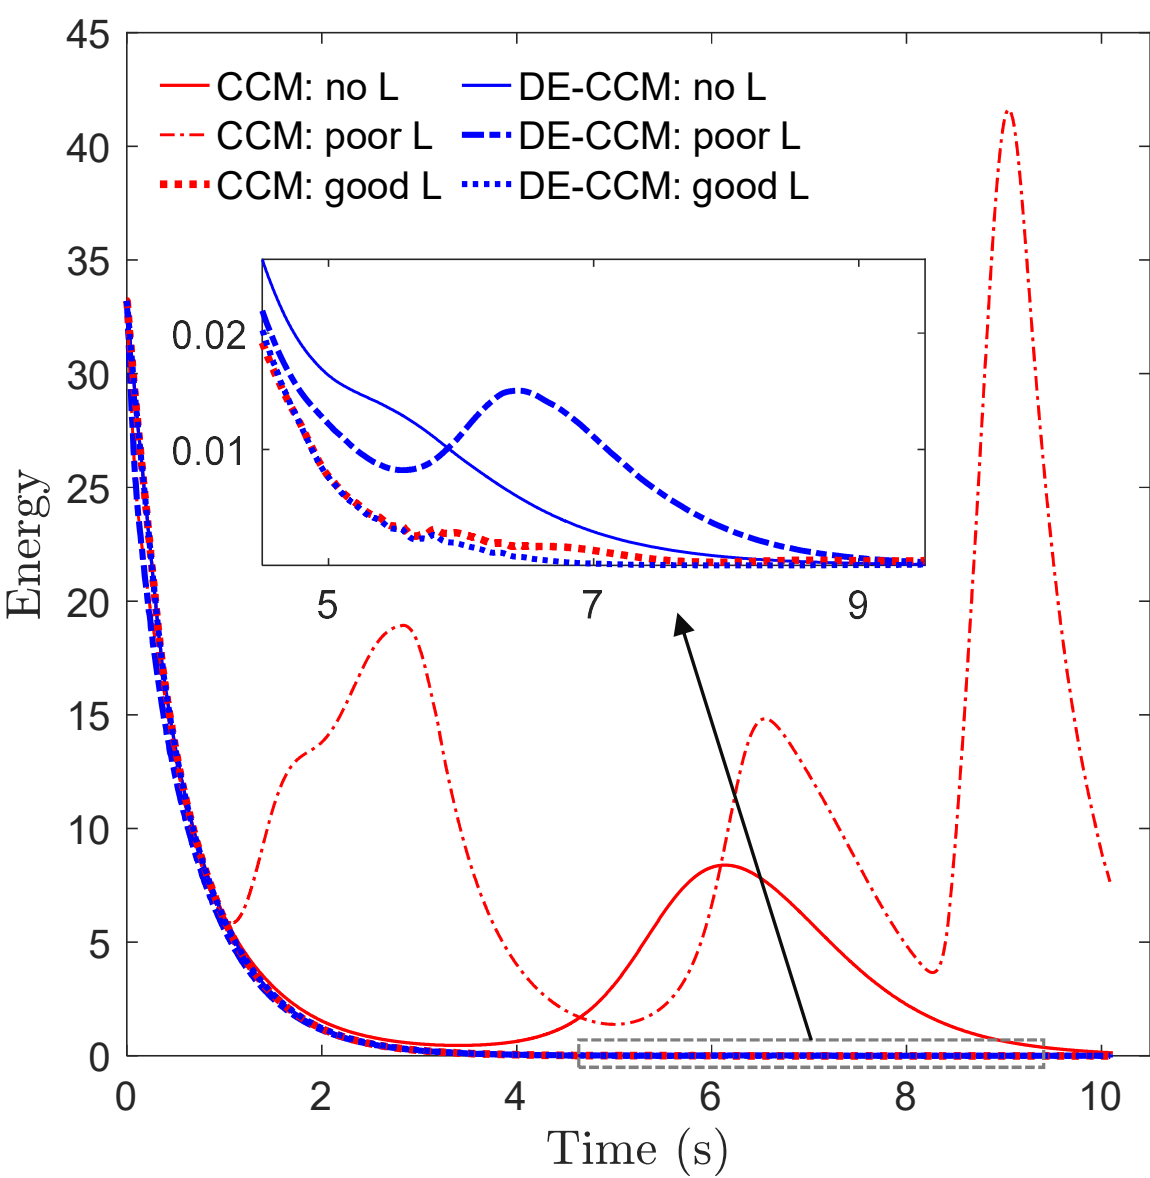 45
40
35
30
25
20
15
10
5
0
Energy
CCM: no L
CCM: poor L
CCM: good L
DE-CCM: no L
DE-CCM: poor L
DE-CCM: good L
0.02
0.01
5 7 9
0 2 4 6 8 10
Time (s)